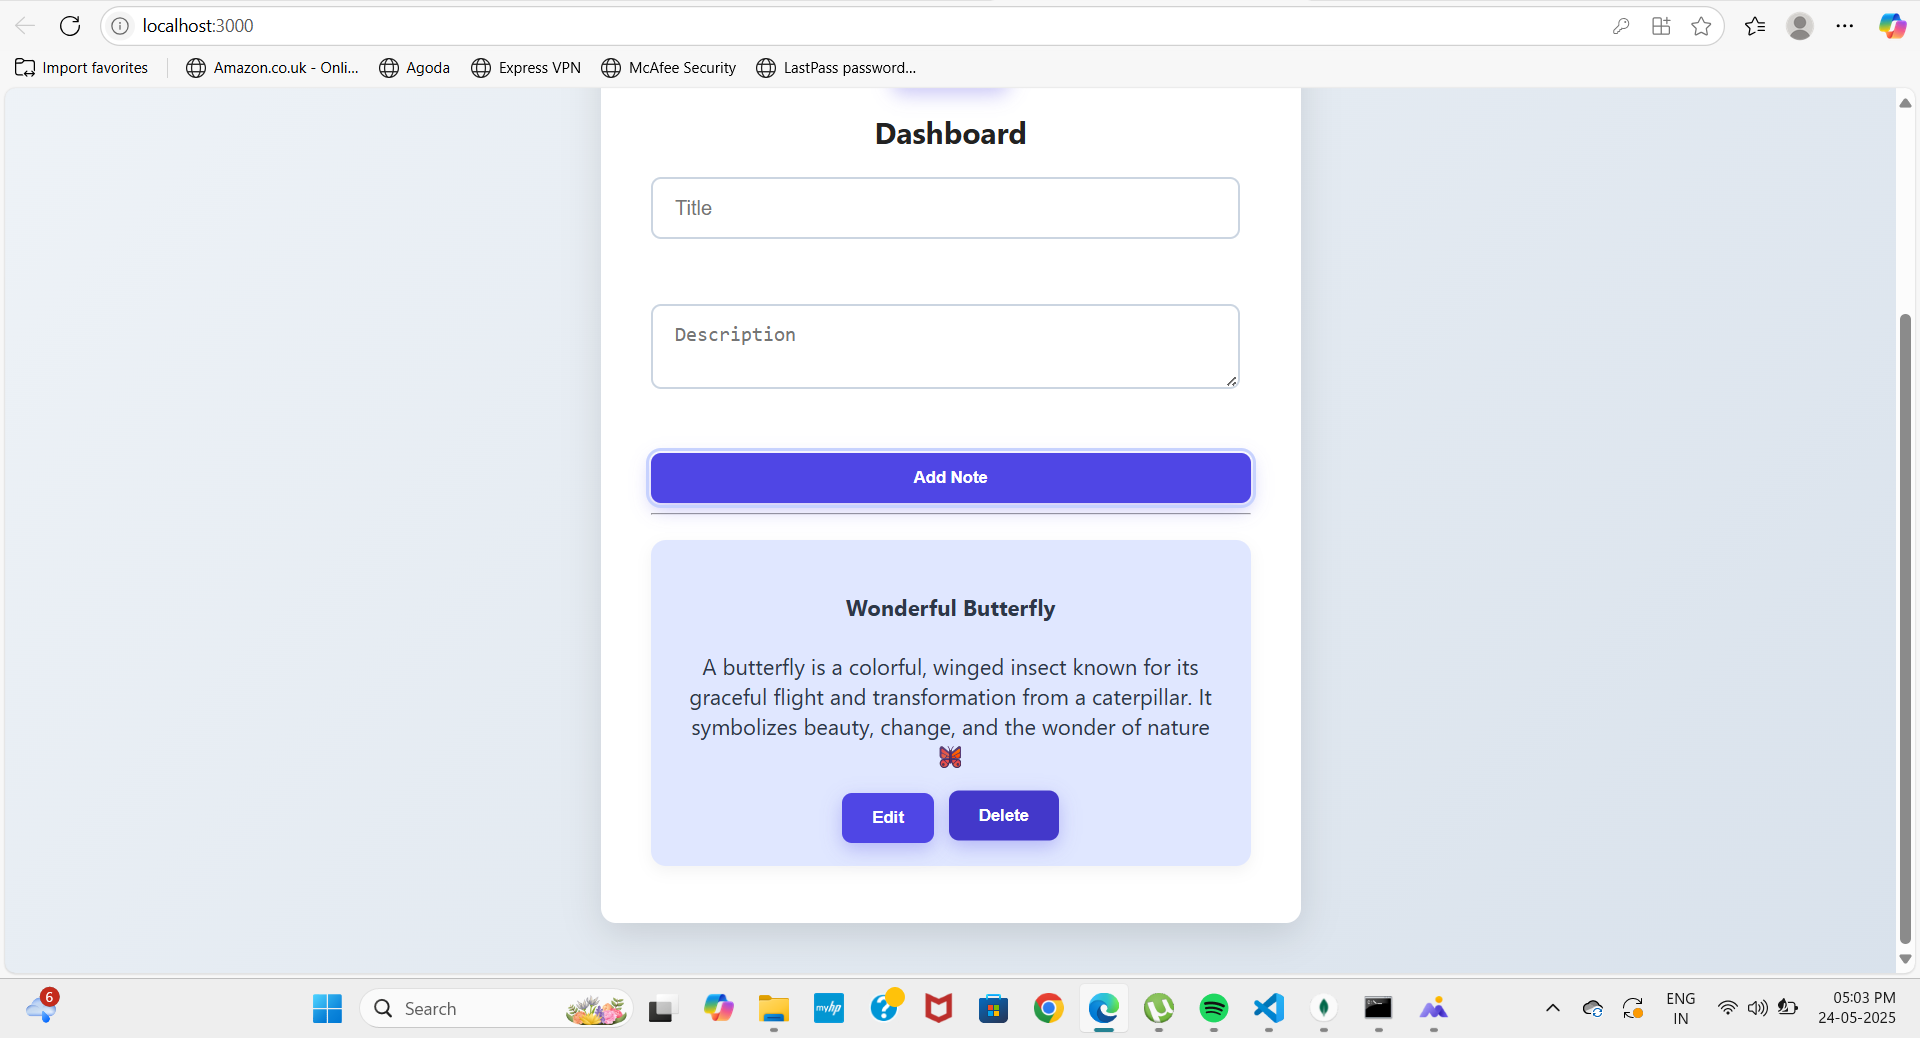 localhost:3000
Import favorites
Amazon.co.uk - Onli...
Agoda
Express VPN
McAfee Security
LastPass password...
Dashboard
Title
Description
Add Note
Wonderful Butterfly
A butterfly is a colorful, winged insect known for its
graceful flight and transformation from a caterpillar. It
symbolizes beauty, change, and the wonder of nature
🦋
Edit
Delete
6
Search
myhp
ENG
IN
05:03 PM
24-05-2025